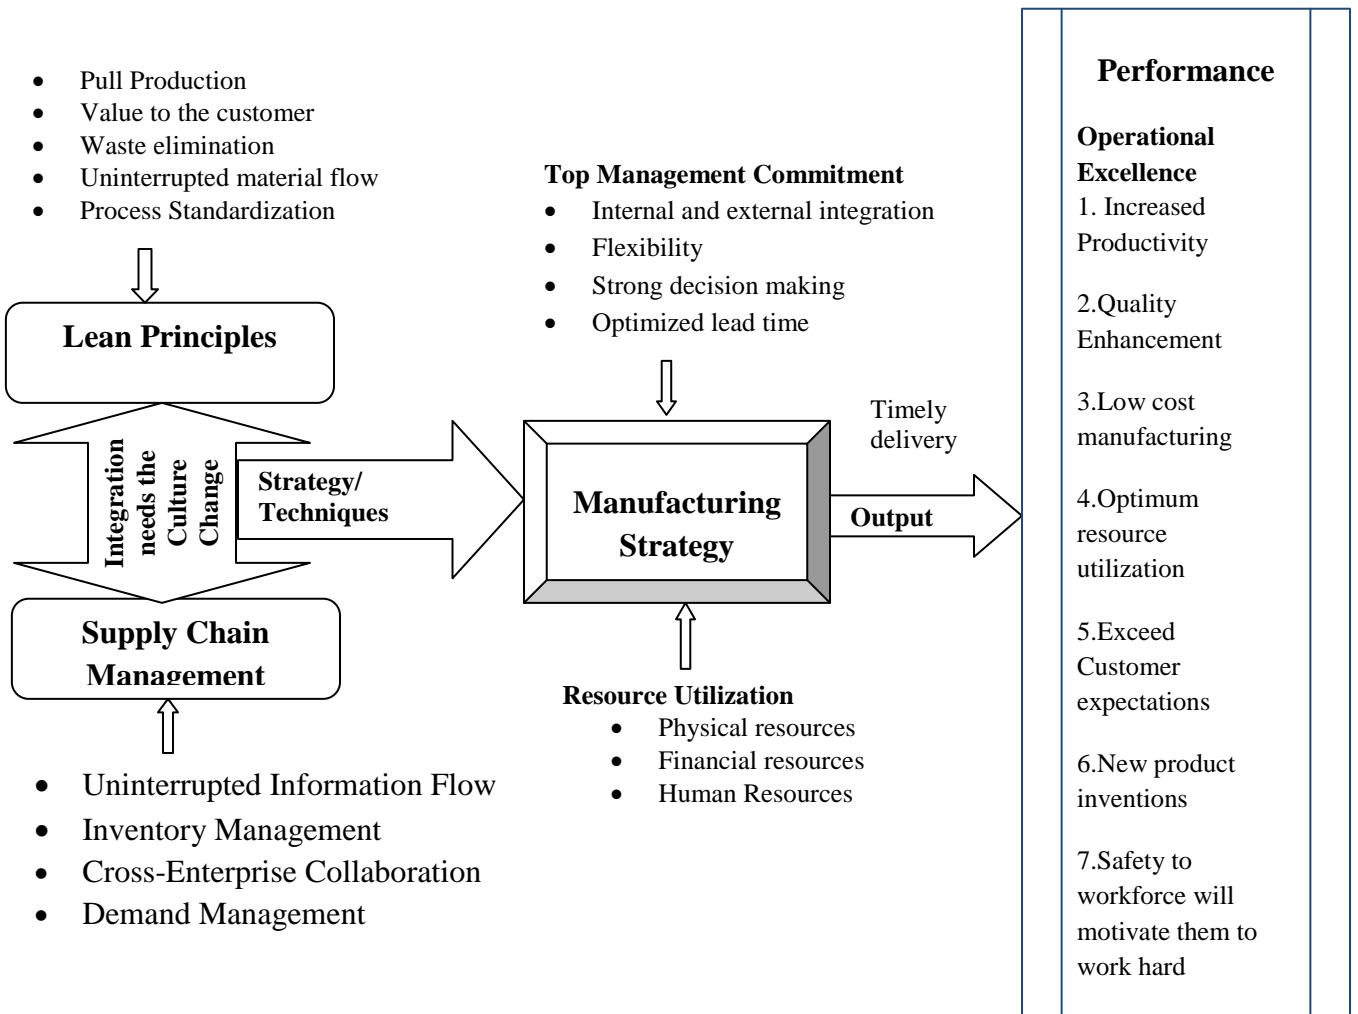 • Pull Production
• Value to the customer
• Waste elimination
• Uninterrupted material flow
• Process Standardization
Lean Principles
Integration
needs the
Culture
Change
Strategy/
Techniques
Supply Chain
Management
• Uninterrupted Information Flow
• Inventory Management
• Cross-Enterprise Collaboration
• Demand Management
Top Management Commitment
• Internal and external integration
• Flexibility
• Strong decision making
• Optimized lead time
Manufacturing
Strategy
Resource Utilization
• Physical resources
• Financial resources
• Human Resources
Timely
delivery
Output
Performance
Operational
Excellence
1. Increased
Productivity
2.Quality
Enhancement
3.Low cost
manufacturing
4.Optimum
resource
utilization
5.Exceed
Customer
expectations
6.New product
inventions
7.Safety to
workforce will
motivate them to
work hard